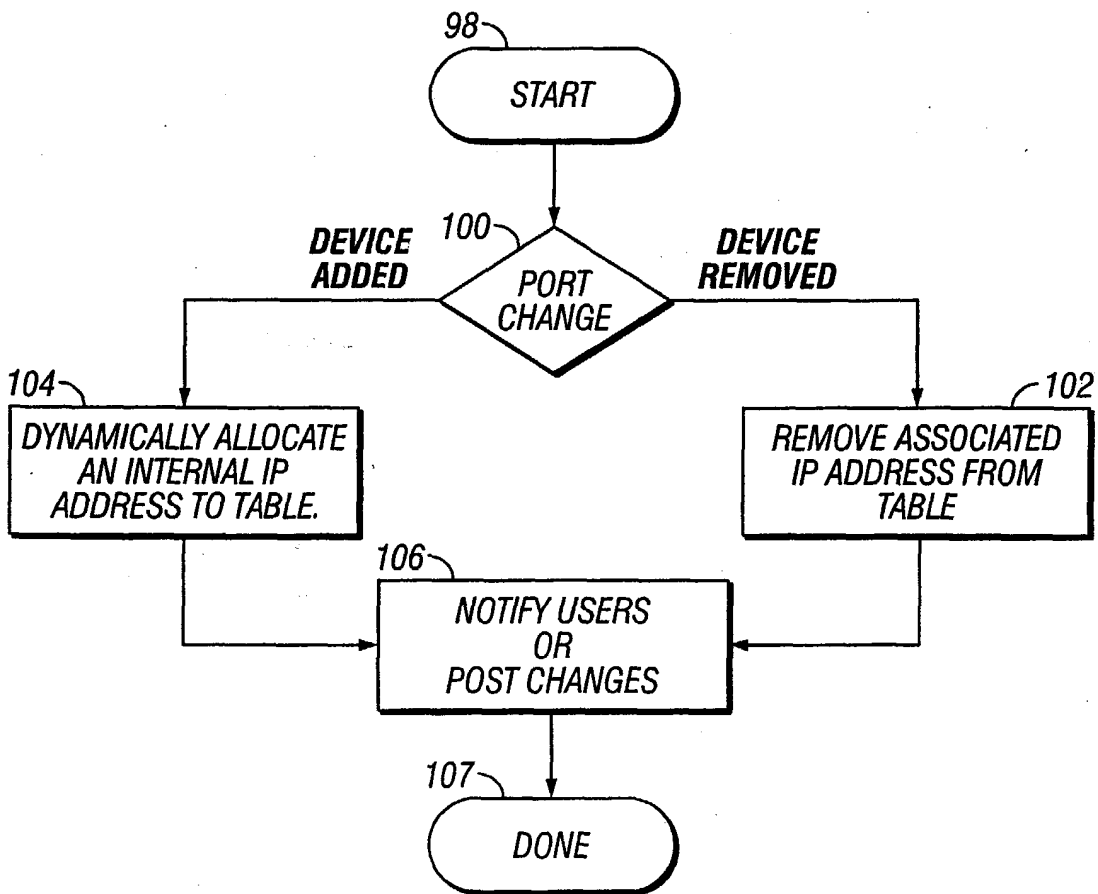 98
START
100
DEVICE
ADDED
PORT
CHANGE
DEVICE
REMOVED
104
DYNAMICALLY ALLOCATE
AN INTERNAL IP
ADDRESS TO TABLE.
102
REMOVE ASSOCIATED
IP ADDRESS FROM
TABLE
106
NOTIFY USERS
OR
POST CHANGES
107
DONE